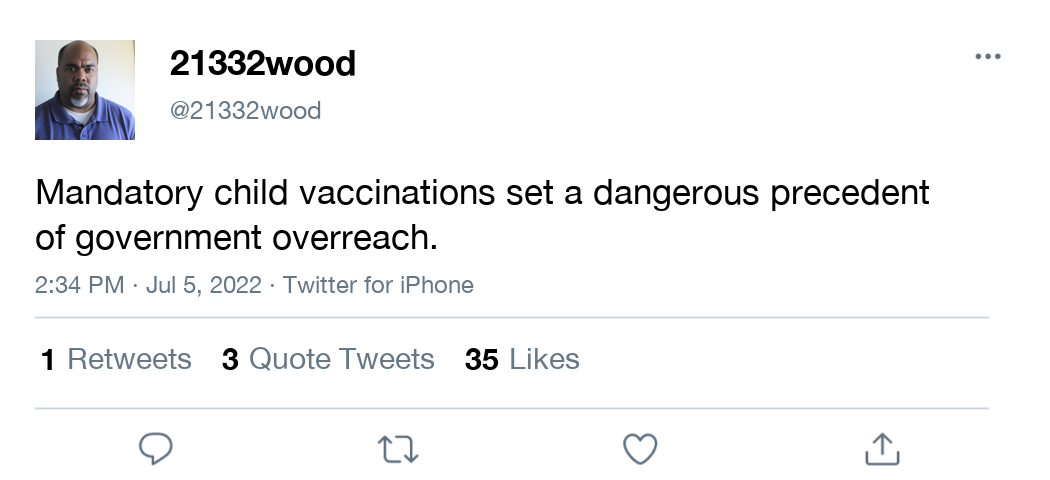 21332wood
@21332wood
Mandatory child vaccinations set a dangerous precedent
of government overreach.
2:34 PM · Jul 5, 2022 · Twitter for iPhone
1 Retweets 3 Quote Tweets 35 Likes